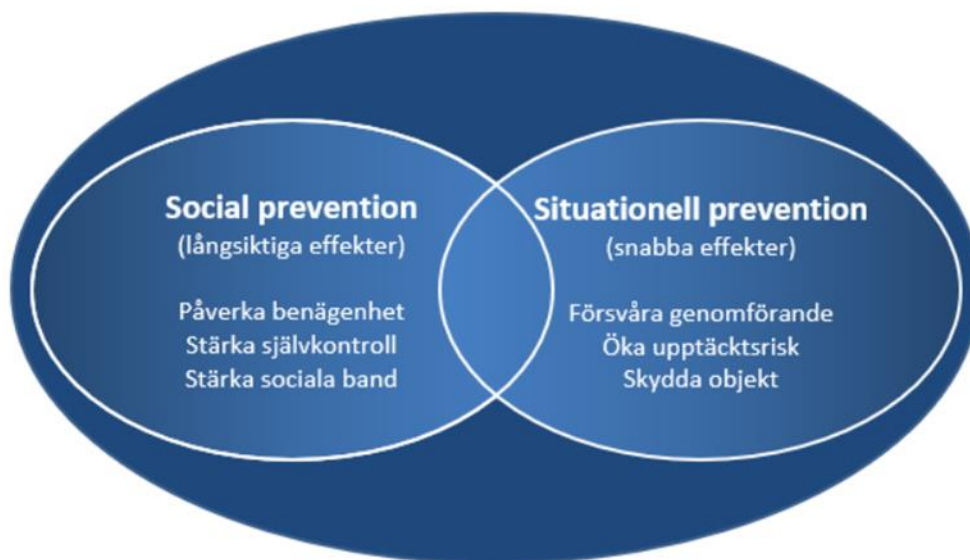 Social prevention
(långsiktiga effekter)
Påverka benägenhet
Stärka självkontroll
Stärka sociala band
Situationell prevention
(snabba effekter)
Försvåra genomförande
Öka upptäcktsrisk
Skydda objekt